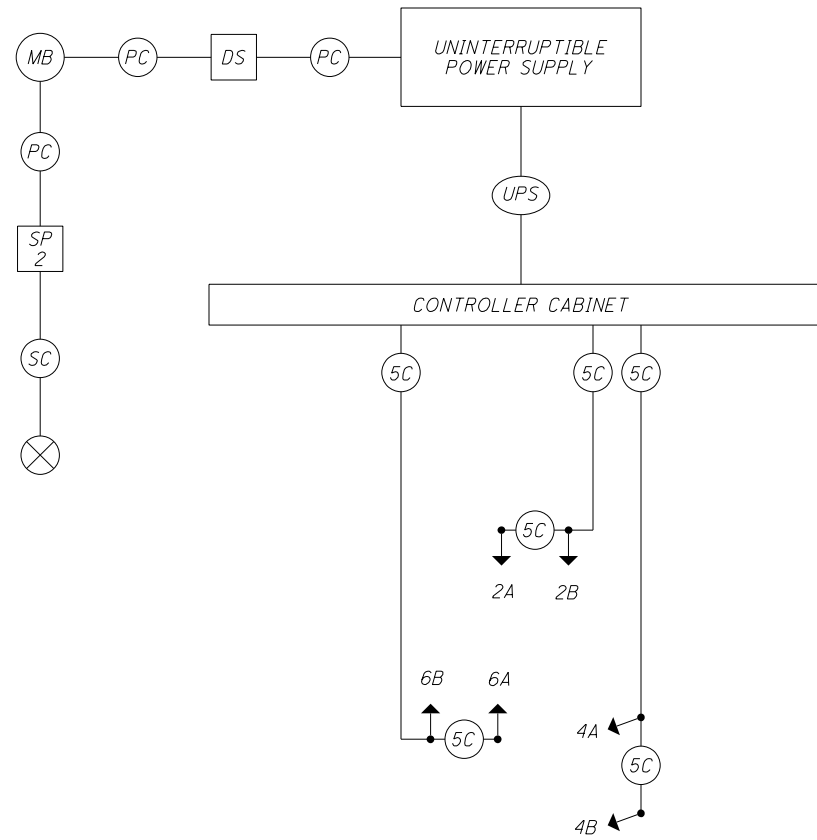 UNINTERRUPTIBLE
POWER SUPPLY
MB
PC
DS
PC
PC
UPS
SP
2
CONTROLLER CABINET
SC
5C
5C
5C
5C
2A
2B
6B
6A
5C
4A
5C
4B